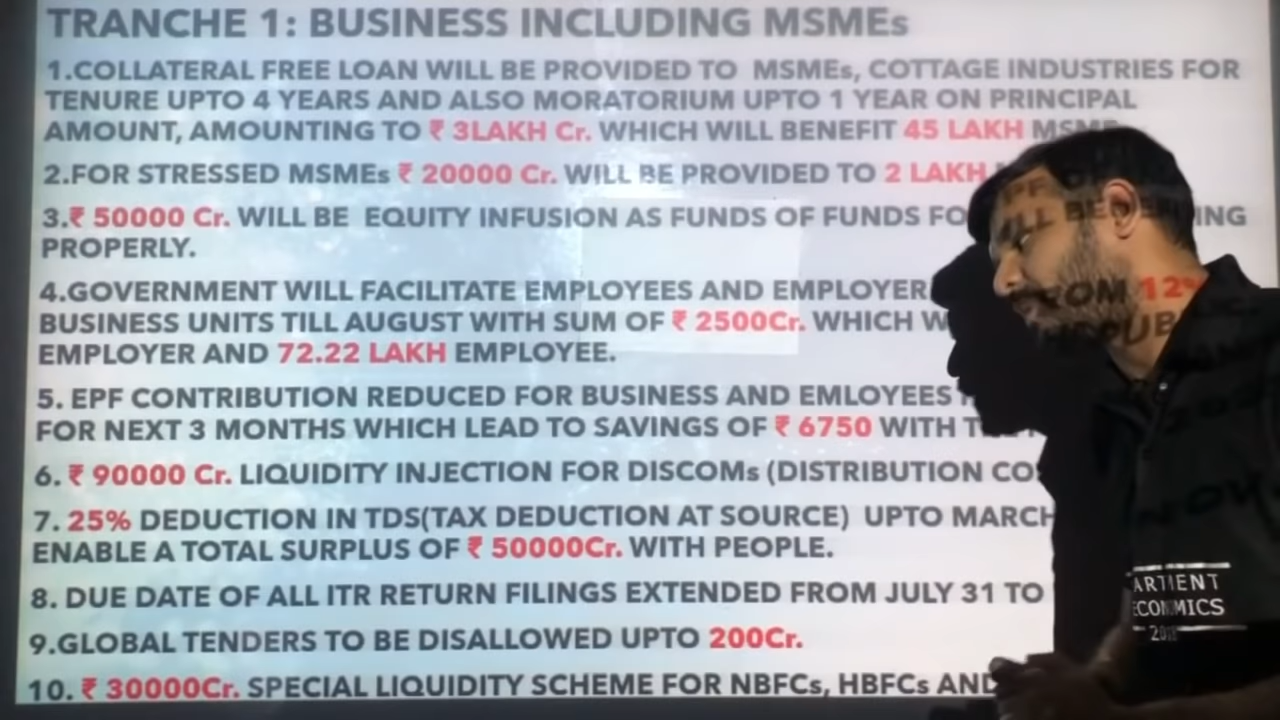 TRANCHE 1: BUSINESS INCLUDING MSMEs
1.COLLATERAL FREE LOAN WILL BE PROVIDED TO MSMEs, COTTAGE INDUSTRIES FOR
TENURE UPTO 4 YEARS AND ALSO MORATORIUM UPTO 1 YEAR ON PRINCIPAL
AMOUNT, AMOUNTING TO ₹ 3LAKH Cr. WHICH WILL BENEFIT 45 LAKH
2.FOR STRESSED MSMEs ₹ 20000 Cr. WILL BE PROVIDED TO 2 LAKH
3.₹ 50000 Cr. WILL BE EQUITY INFUSION AS FUNDS OF FUNDS
PROPERLY.
4.GOVERNMENT WILL FACILITATE EMPLOYEES AND EMPLOYER
BUSINESS UNITS TILL AUGUST WITH SUM OF ₹ 2500Cr. WHICH
EMPLOYER AND 72.22 LAKH EMPLOYEE.
5. EPF CONTRIBUTION REDUCED FOR BUSINESS AND EMLOYEES FROM 12%
FOR NEXT 3 MONTHS WHICH LEAD TO SAVINGS OF ₹ 6750 WITH
6. ₹ 90000 Cr. LIQUIDITY INJECTION FOR DISCOMs (DISTRIBUTION
7. 25% DEDUCTION IN TDS(TAX DEDUCTION AT SOURCE) UPTO MARCH
ENABLE A TOTAL SURPLUS OF ₹ 50000Cr. WITH PEOPLE.
8. DUE DATE OF ALL ITR RETURN FILINGS EXTENDED FROM JULY 31 TO
9.GLOBAL TENDERS TO BE DISALLOWED UPTO 200Cr.
10. ₹ 30000Cr. SPECIAL LIQUIDITY SCHEME FOR NBFCs, HBFCs AND
ARTMENT
ECONOMICS